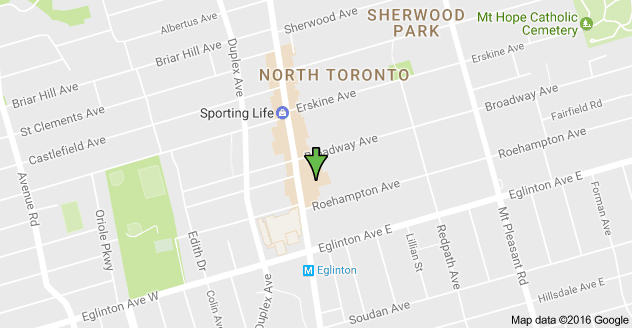 SHERWOOD
PARK
Mt Hope Catholic
Cemetery
Sherwood Ave
Albertus Ave
Briar Hill Ave
Duplex Ave
Erskine Ave
NORTH TORONTO
Briar Hill Ave
Erskine Ave
Broadway Ave
Fairfield Rd
St Clements Ave
Sporting Life
Castlefield Ave
Broadway Ave
Roehampton Ave
Avenue Rd
Oriole Pkwy
Edith Dr
Roehampton Ave
Eglinton Ave E
Mt Pleasant Rd
Forman Ave
Eglinton Ave E
Lillian St
Redpath Ave
M Eglinton
Duplex Ave
Colin Ave
Eglinton Ave W
Hillsdale Ave E
Soudan Ave
Map data ©2016 Google